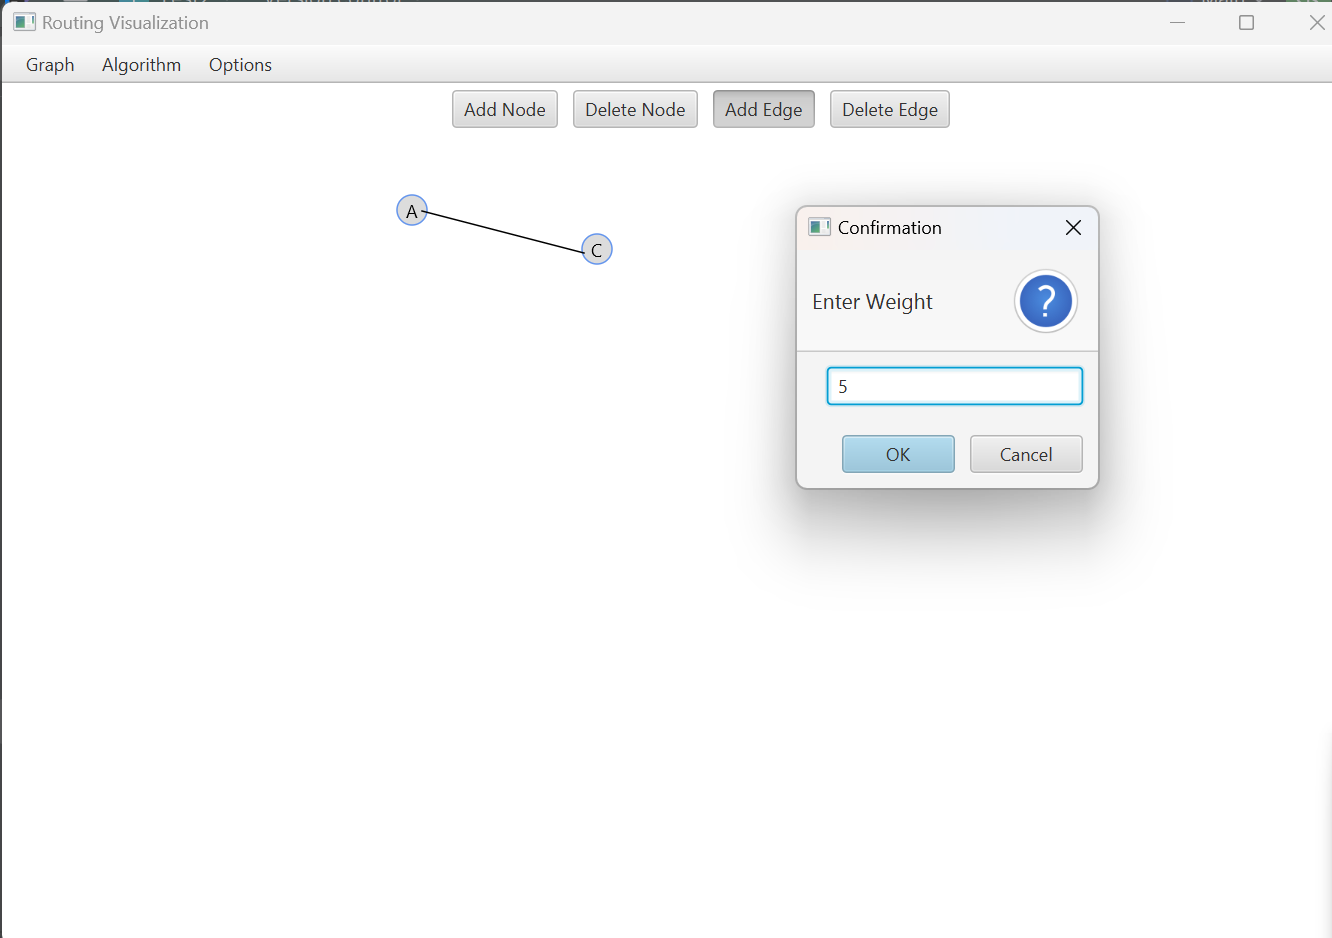 Routing Visualization
Graph Algorithm Options
Add Node Delete Node Add Edge Delete Edge
A
C
Confirmation
Enter Weight
?
5
OK Cancel